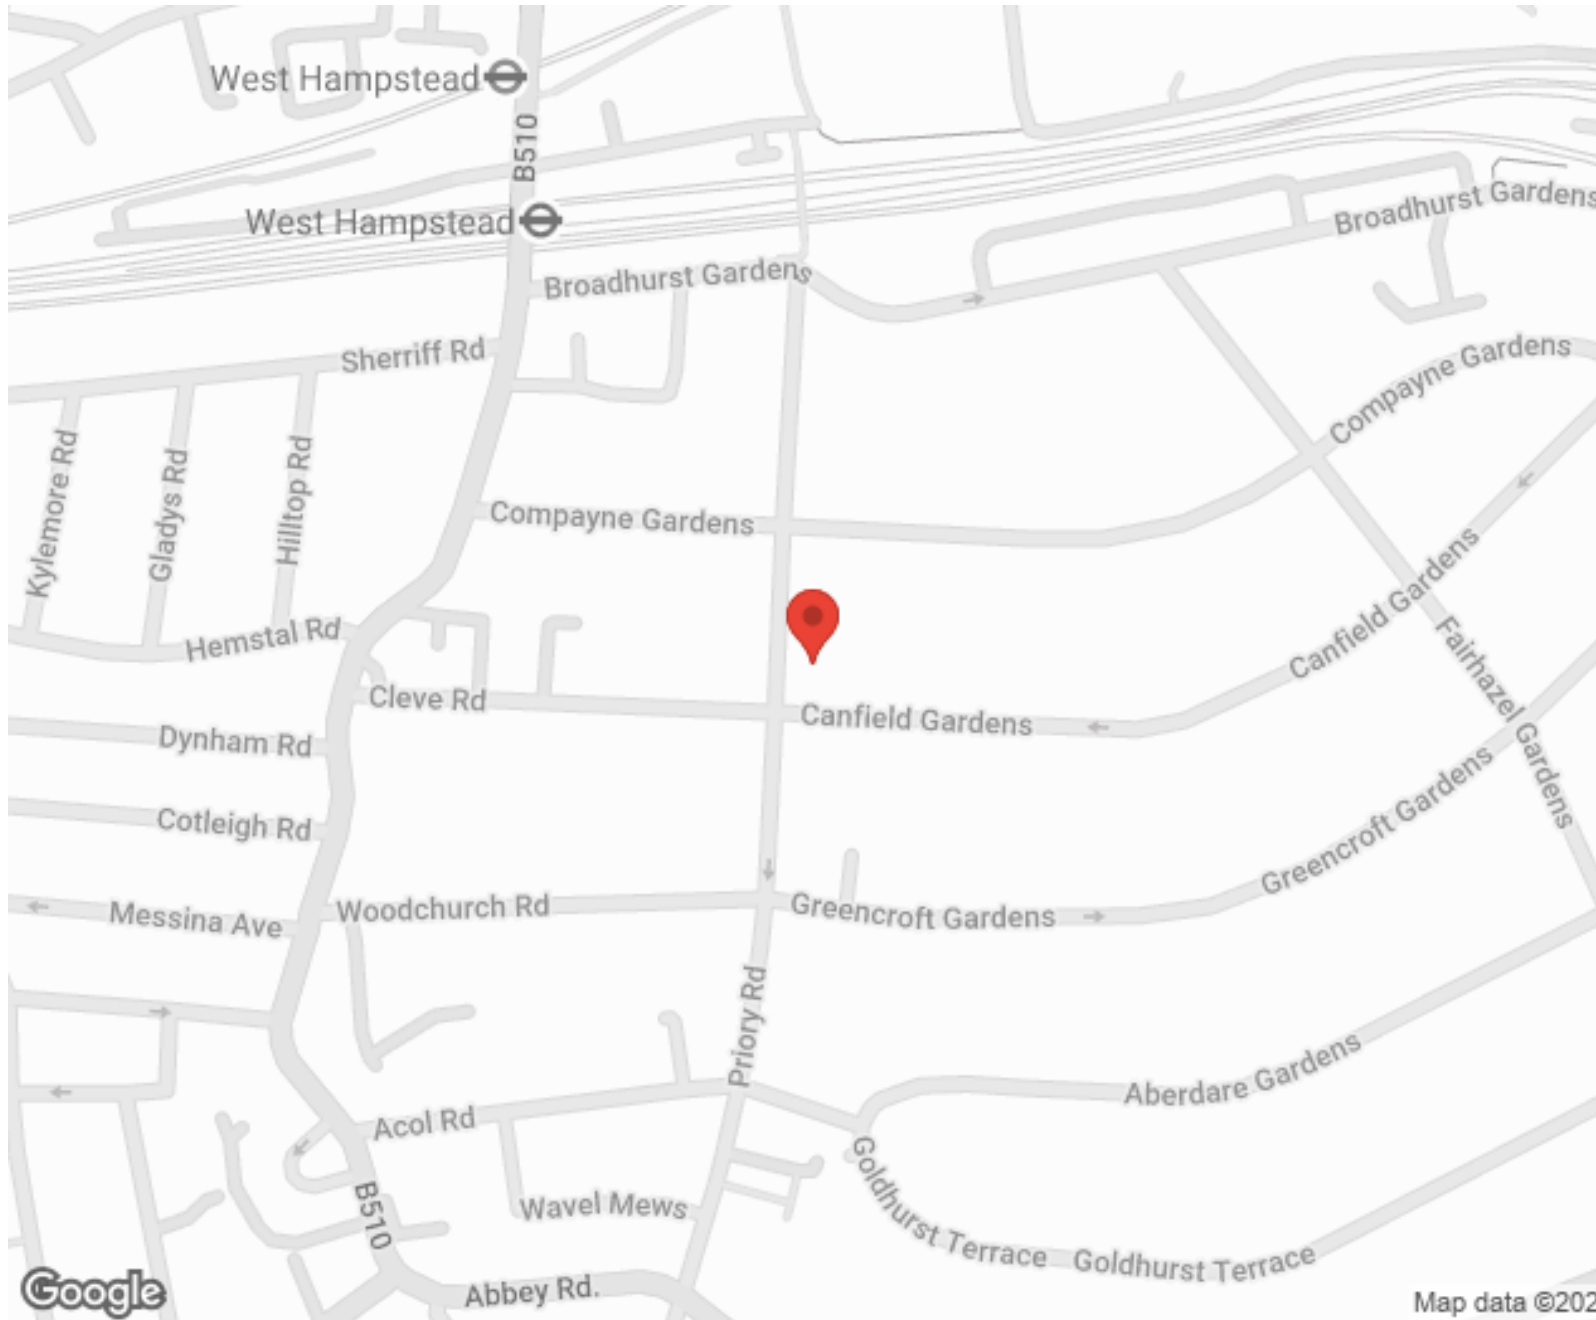 West Hampstead
B510
West Hampstead
Broadhurst Gardens
Broadhurst Gardens
Sherriff Rd
Compayne Gardens
Kylemore Rd
Gladys Rd
Hilltop Rd
Compayne Gardens
Hemstal Rd
Canfield Gardens
Cleve Rd
Canfield Gardens
Fairhazel Gardens
Dynham Rd
Cotleigh Rd
Greencroft Gardens
Messina Ave
Woodchurch Rd
Greencroft Gardens
Priory Rd
Aberdare Gardens
Acol Rd
Wavel Mews
B510
Goldhurst Terrace
Goldhurst Terrace
Abbey Rd.
Google
Map data ©202